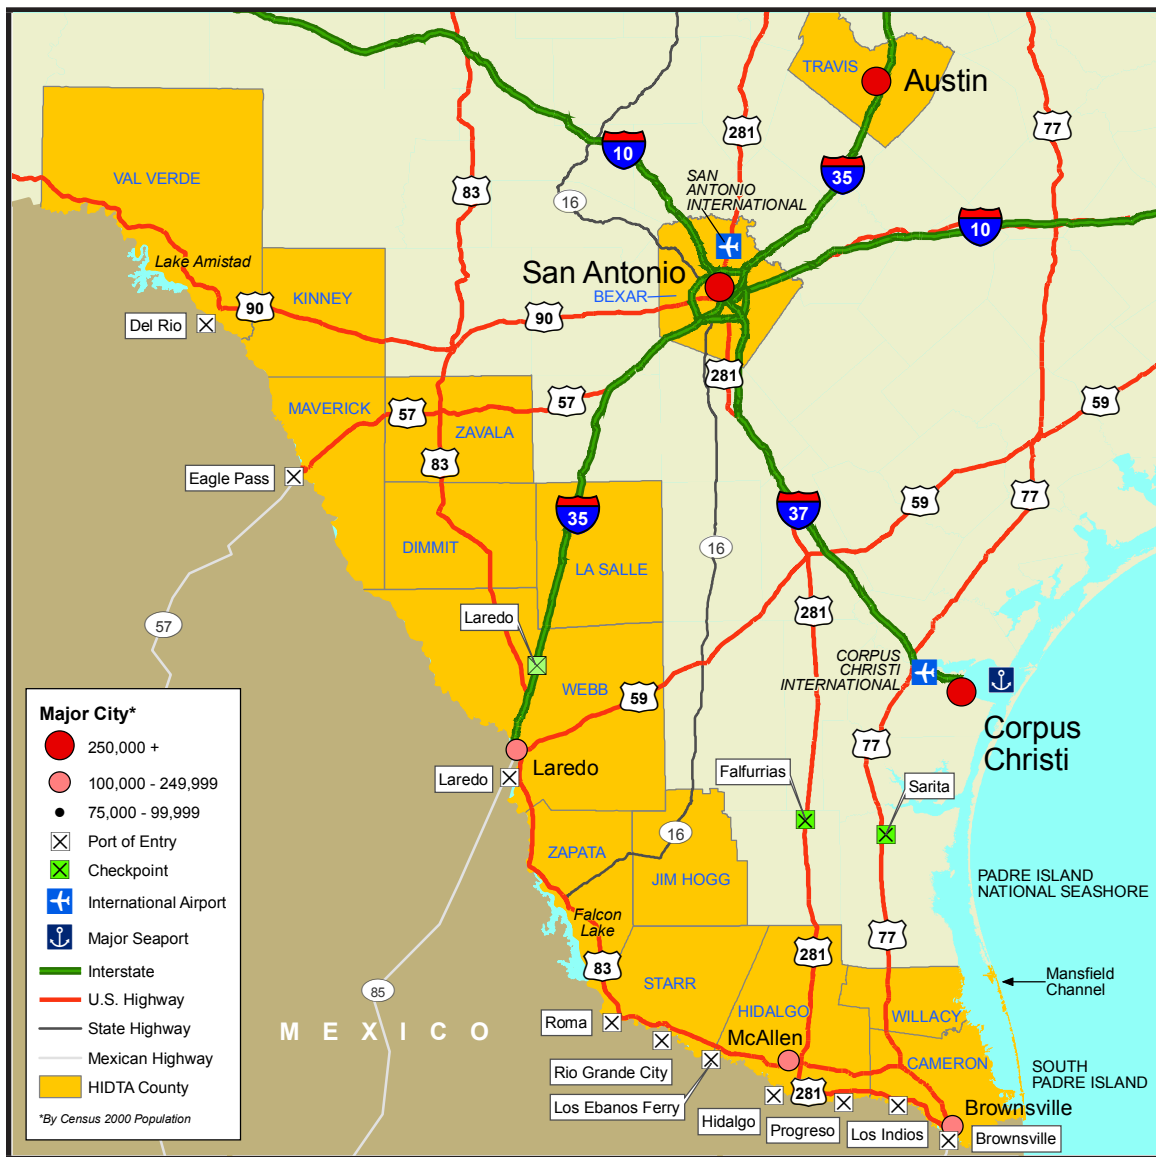 TRAVIS
Austin
281
77
10
35
VAL VERDE
83
SAN
ANTONIO
INTERNATIONAL
16
10
Lake Amistad
San Antonio
KINNEY
BEXAR
90
90
Del Rio
281
MAVERICK
57
57
59
ZAVALA
83
Eagle Pass
77
59
35
37
DIMMIT
16
LA SALLE
Laredo
281
57
CORPUS
CHRISTI
INTERNATIONAL
WEBB
59
Corpus
Christi
77
Laredo
Laredo
Falfurrias
Sarita
16
ZAPATA
JIM HOGG
PADRE ISLAND
NATIONAL SEASHORE
Falcon
Lake
77
281
83
STARR
Mansfield
Channel
85
HIDALGO
WILLACY
MEXICO
Roma
McAllen
CAMERON
Rio Grande City
SOUTH
PADRE ISLAND
281
Los Ebanos Ferry
Brownsville
Hidalgo
Progreso
Los Indios
Brownsville
Major City*
250,000 +
100,000 - 249,999
75,000 - 99,999
Port of Entry
Checkpoint
International Airport
Major Seaport
Interstate
U.S. Highway
State Highway
Mexican Highway
HIDTA County
*By Census 2000 Population